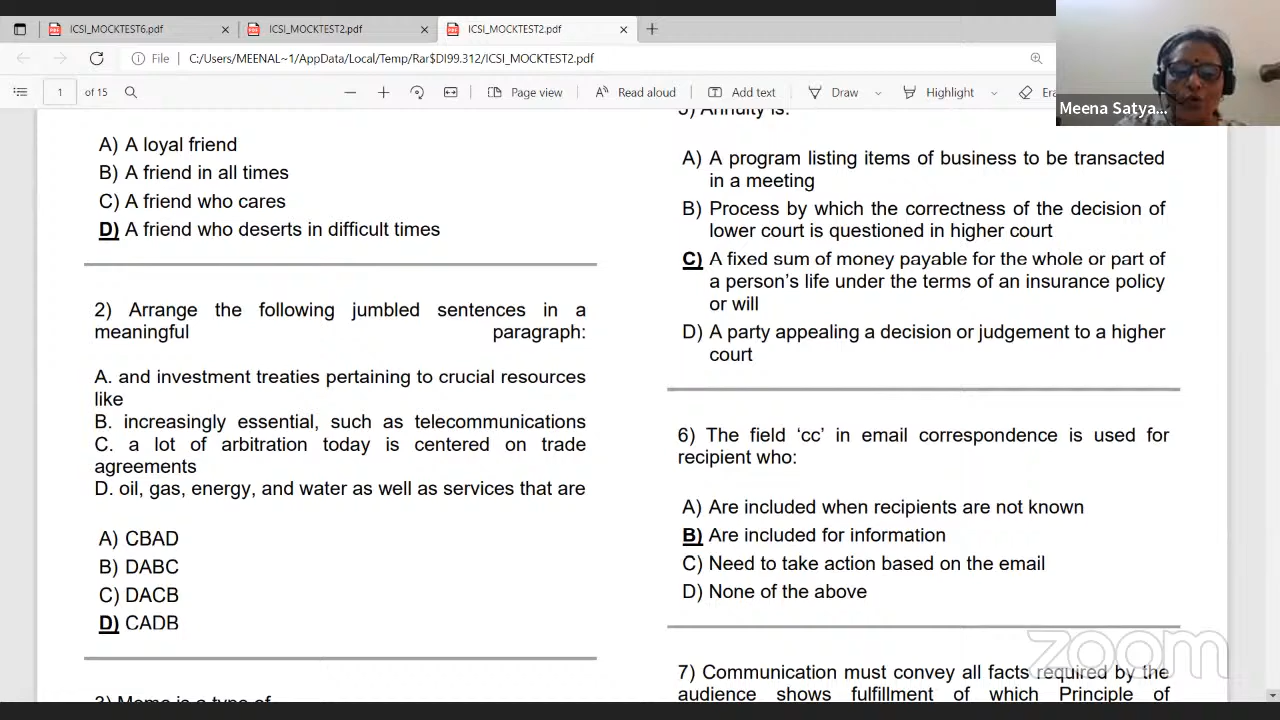 ICSI_MOCKTEST6.pdf
ICSI_MOCKTEST2.pdf
ICSI_MOCKTEST2.pdf
File
C:/Users/MEENAL~1/AppData/Local/Temp/Rar$DI99.312/ICSI_MOCKTEST2.pdf
1 of 15
Page view
Read aloud
Add text
Draw
Highlight
Era
Meena Satya...
A) A loyal friend
B) A friend in all times
C) A friend who cares
D) A friend who deserts in difficult times
2) Arrange the following jumbled sentences in a
meaningful paragraph:
A. and investment treaties pertaining to crucial resources
like
B. increasingly essential, such as telecommunications
C. a lot of arbitration today is centered on trade
agreements
D. oil, gas, energy, and water as well as services that are
A) CBAD
B) DABC
C) DACB
D) CADB
3) Memo is a type of
5) Annuity is:
A) A program listing items of business to be transacted
in a meeting
B) Process by which the correctness of the decision of
lower court is questioned in higher court
C) A fixed sum of money payable for the whole or part of
a person's life under the terms of an insurance policy
or will
D) A party appealing a decision or judgement to a higher
court
6) The field ‘cc’ in email correspondence is used for
recipient who:
A) Are included when recipients are not known
B) Are included for information
C) Need to take action based on the email
D) None of the above
7) Communication must convey all facts required by the
audience shows fulfillment of which Principle of
zoom